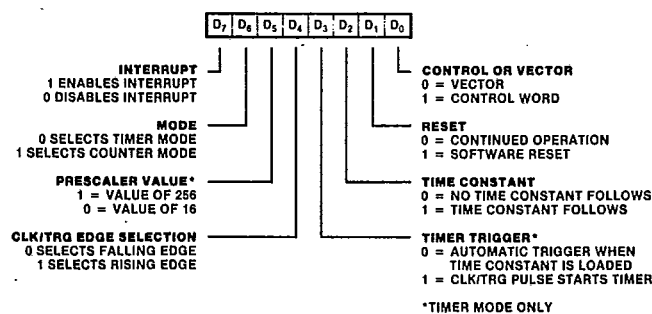 D7 D6 D5 D4 D3 D2 D1 D0
INTERRUPT
1 ENABLES INTERRUPT
0 DISABLES INTERRUPT
MODE
0 SELECTS TIMER MODE
1 SELECTS COUNTER MODE
PRESCALER VALUE*
1 = VALUE OF 256
0 = VALUE OF 16
CLK/TRG EDGE SELECTION
0 SELECTS FALLING EDGE
1 SELECTS RISING EDGE
CONTROL OR VECTOR
0 = VECTOR
1 = CONTROL WORD
RESET
0 = CONTINUED OPERATION
1 = SOFTWARE RESET
TIME CONSTANT
0 = NO TIME CONSTANT FOLLOWS
1 = TIME CONSTANT FOLLOWS
TIMER TRIGGER*
0 = AUTOMATIC TRIGGER WHEN
TIME CONSTANT IS LOADED
1 = CLK/TRG PULSE STARTS TIMER
*TIMER MODE ONLY